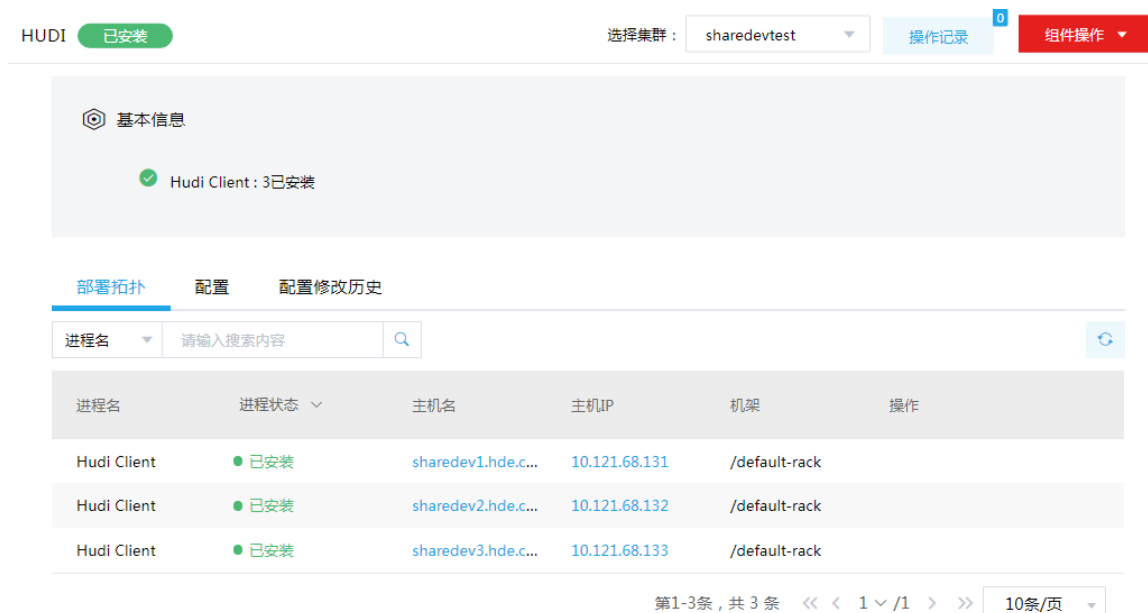 HUDI 已安装 选择集群： sharedevtest 操作记录 0 组件操作
基本信息
Hudi Client : 3已安装
部署拓扑 配置 配置修改历史
进程名 请输入搜索内容
进程名 进程状态 主机名 主机IP 机架 操作
Hudi Client 已安装 sharedev1.hde.c... 10.121.68.131 /default-rack
Hudi Client 已安装 sharedev2.hde.c... 10.121.68.132 /default-rack
Hudi Client 已安装 sharedev3.hde.c... 10.121.68.133 /default-rack
第1-3条，共 3 条 1 /1 10条/页